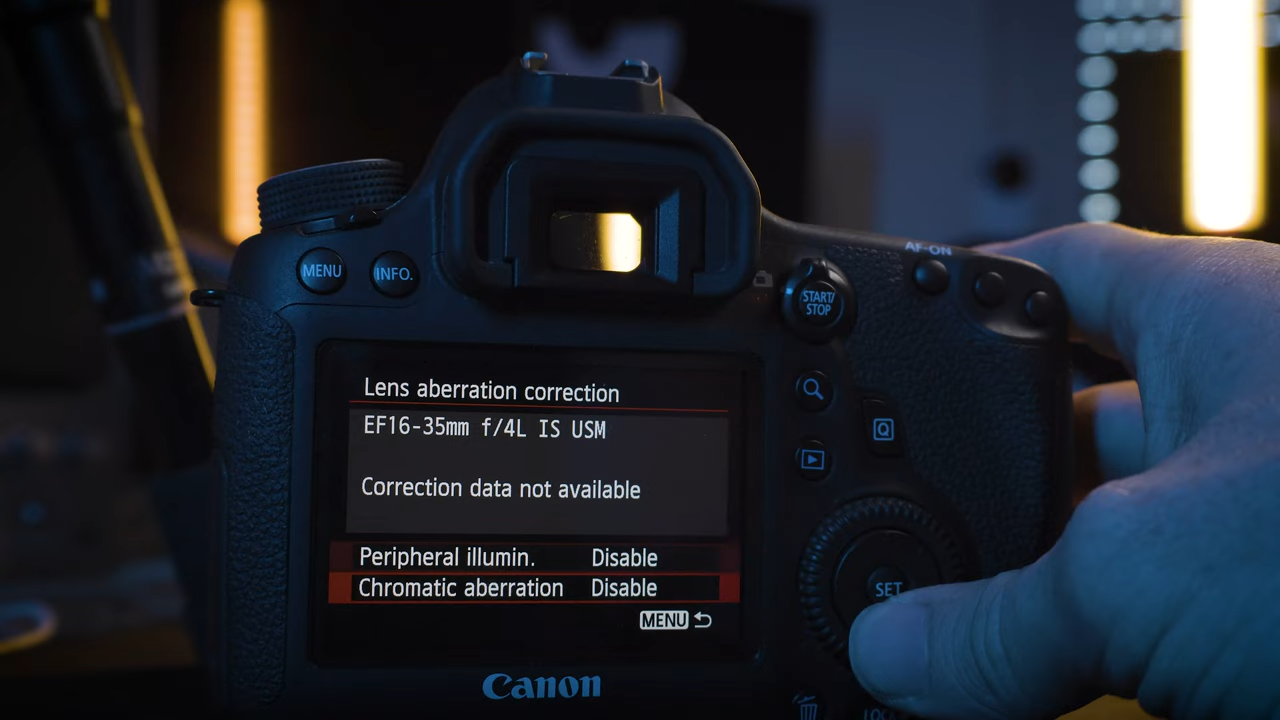 AF-ON
MENU
INFO.
START/
STOP
Lens aberration correction
EF16-35mm f/4L IS USM
Correction data not available
Q
Peripheral illumin. Disable
Chromatic aberration Disable
SET
MENU
Canon